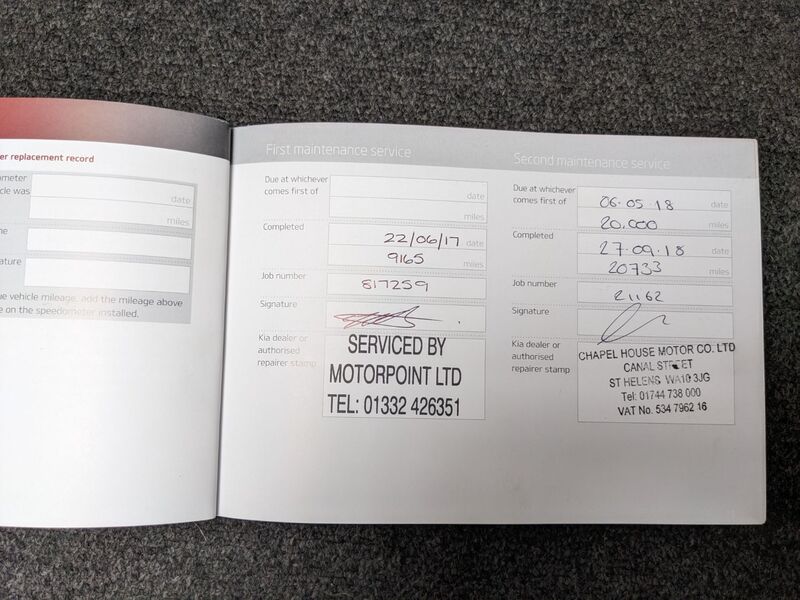 er replacement record
ometer
cle was
date
miles
ne
ature
ue vehicle mileage, add the mileage above
e on the speedometer installed.
First maintenance service
Due at whichever
comes first of
date
miles
Completed
22/06/17 date
9165 miles
Job number
817259
Signature
Kia dealer or
authorised
repairer stamp
SERVICED BY
MOTORPOINT LTD
TEL: 01332 426351
Second maintenance service
Due at whichever
comes first of
06.05.18 date
20,000 miles
Completed
27.09.18 date
20733 miles
Job number
21162
Signature
Kia dealer or
authorised
repairer stamp
CHAPEL HOUSE MOTOR CO. LTD
CANAL STREET
ST HELENS WA10 3JG
Tel: 01744 738 000
VAT No. 534 7962 16